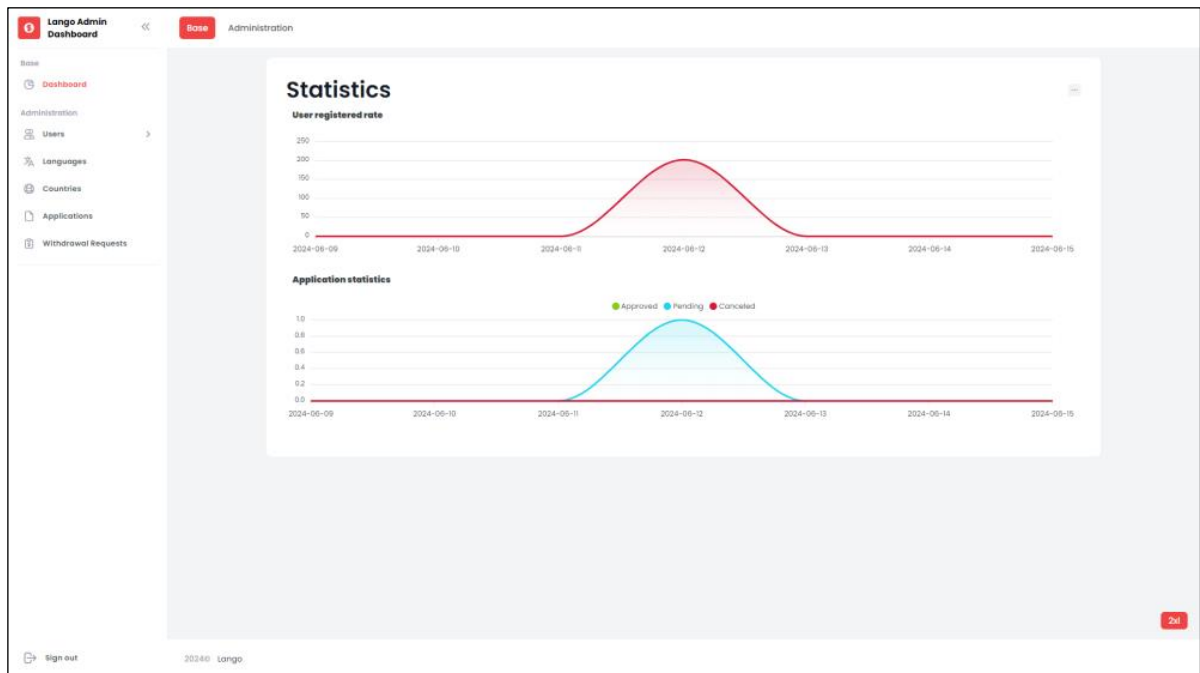 Lango Admin
Dashboard
Base
Dashboard
Administration
Users
Languages
Countries
Applications
Withdrawal Requests
Sign out
Base Administration
Statistics
User registered rate
250
200
150
100
50
0
2024-06-09 2024-06-10 2024-06-11 2024-06-12 2024-06-13 2024-06-14 2024-06-15
Application statistics
Approved Pending Canceled
1.0
0.8
0.6
0.4
0.2
0.0
2024-06-09 2024-06-10 2024-06-11 2024-06-12 2024-06-13 2024-06-14 2024-06-15
2xl
2024© Lango